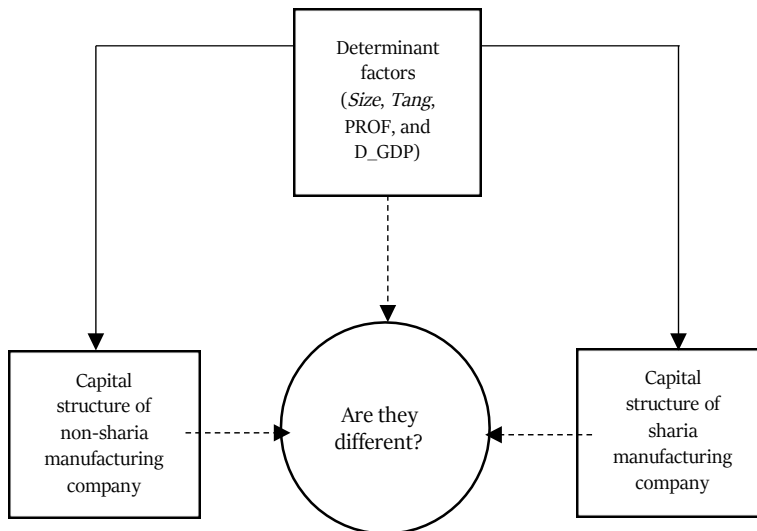 Determinant
factors
(Size, Tang,
PROF, and
D_GDP)
Capital
structure of
non-sharia
manufacturing
company
Are they
different?
Capital
structure of
sharia
manufacturing
company